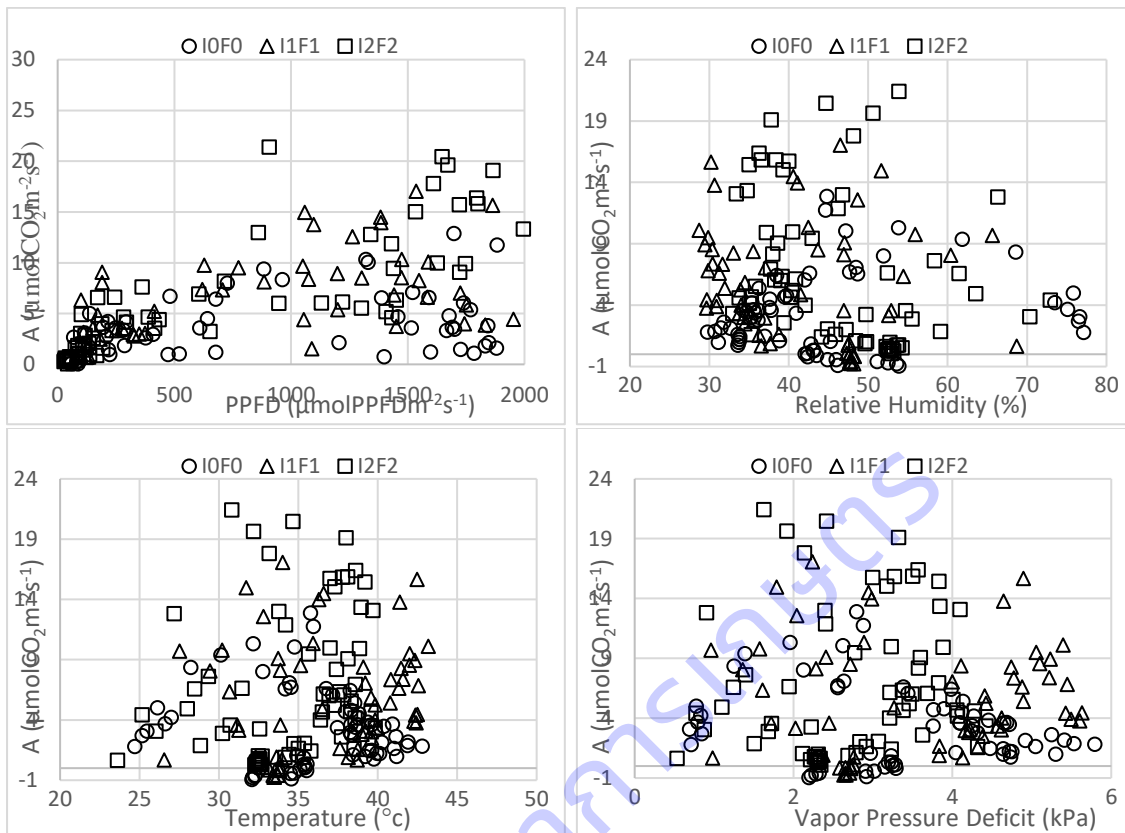 I0F0 I1F1 I2F2
30
25
20
15
10
5
0
A (µmolCO2m-2s-1)
0 500 1000 1500 2000
PPFD (µmolPPFDm-2s-1)
I0F0 I1F1 I2F2
24
19
14
9
4
-1
A (µmolCO2m-2s-1)
20 30 40 50 60 70 80
Relative Humidity (%)
I0F0 I1F1 I2F2
24
19
14
9
4
-1
A (µmolCO2m-2s-1)
20 25 30 35 40 45 50
Temperature (°c)
I0F0 I1F1 I2F2
24
19
14
9
4
-1
A (µmolCO2m-2s-1)
0 2 4 6
Vapor Pressure Deficit (kPa)